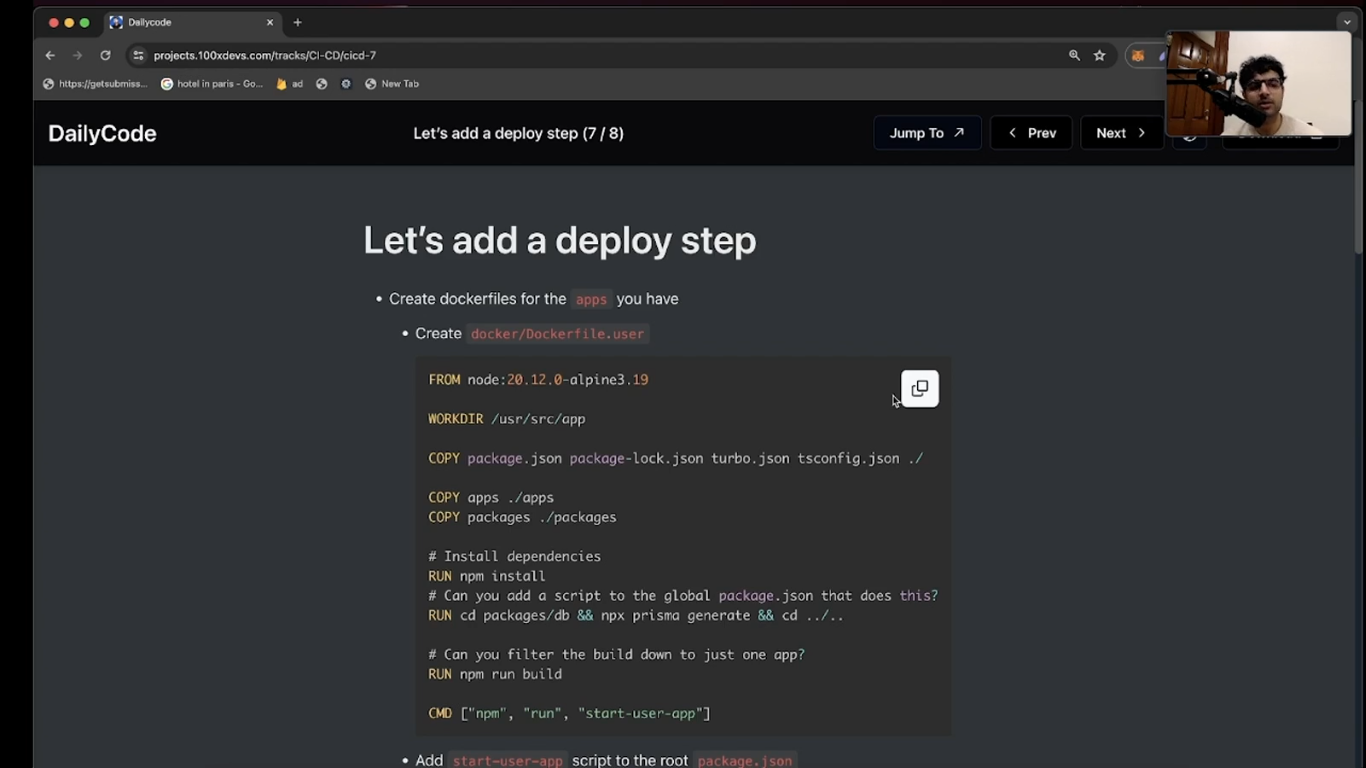 Dailycode
projects.100xdevs.com/tracks/CI-CD/cicd-7
https://getsubmiss... hotel in paris - Go... ad New Tab
DailyCode Let's add a deploy step (7 / 8) Jump To Prev Next
Let's add a deploy step
Create dockerfiles for the apps you have
Create docker/Dockerfile.user
FROM node:20.12.0-alpine3.19
WORKDIR /usr/src/app
COPY package.json package-lock.json turbo.json tsconfig.json ./
COPY apps ./apps
COPY packages ./packages
# Install dependencies
RUN npm install
# Can you add a script to the global package.json that does this?
RUN cd packages/db && npx prisma generate && cd ../..
# Can you filter the build down to just one app?
RUN npm run build
CMD ["npm", "run", "start-user-app"]
Add start-user-app script to the root package.json